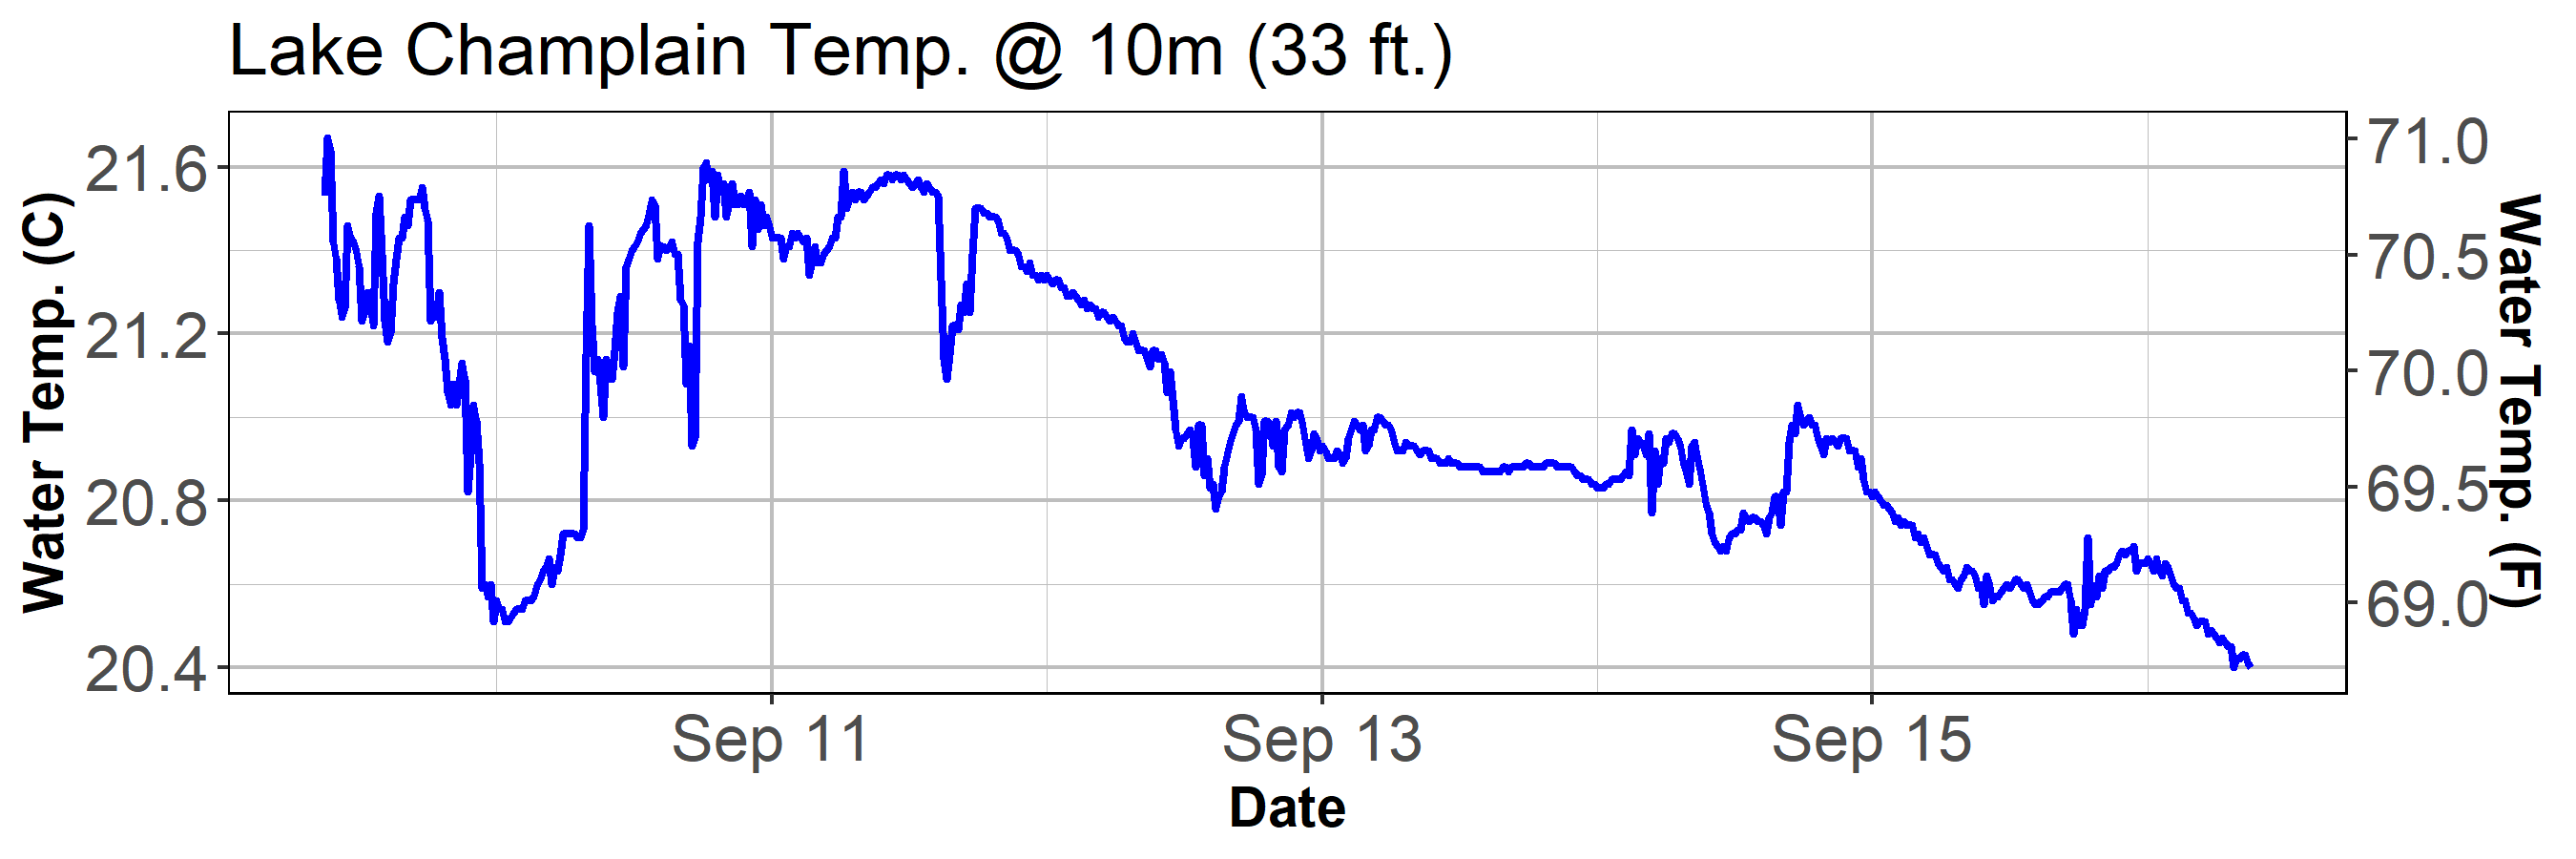 Lake Champlain Temp. @ 10m (33 ft.)
Water Temp. (C)
21.6
21.2
20.8
20.4
71.0
70.5
70.0
69.5
69.0
Water Temp. (F)
Sep 11
Sep 13
Sep 15
Date